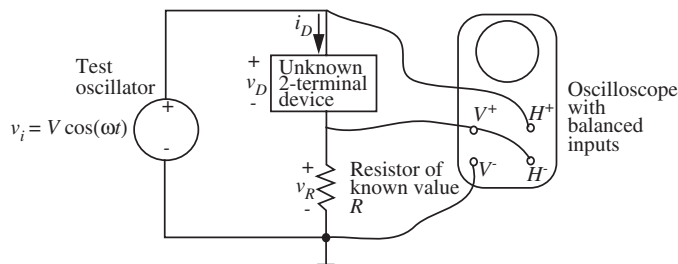 i_D
Test
oscillator
+
v_i = V cos(ωt)
-
+
v_D
-
Unknown
2-terminal
device
+
v_R
-
Resistor of
known value
R
V⁺
H⁺
V⁻
H⁻
Oscilloscope
with
balanced
inputs